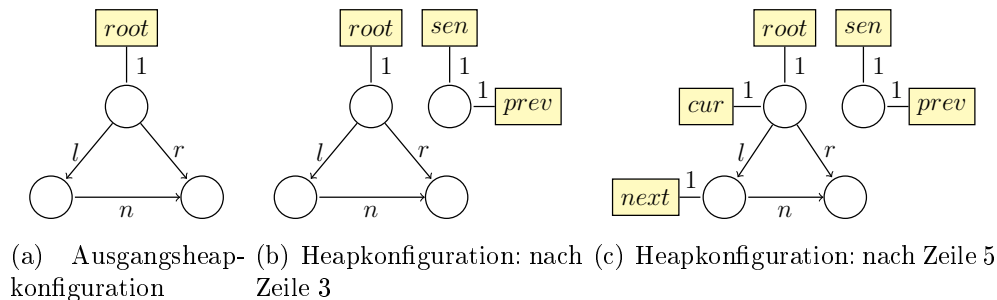 root root sen root sen
1 1 1 1 1
1 prev cur 1 1 prev
l r l r l r
next 1
n n n
(a) Ausgangsheap-
konfiguration
(b) Heapkonfiguration: nach
Zeile 3
(c) Heapkonfiguration: nach Zeile 5